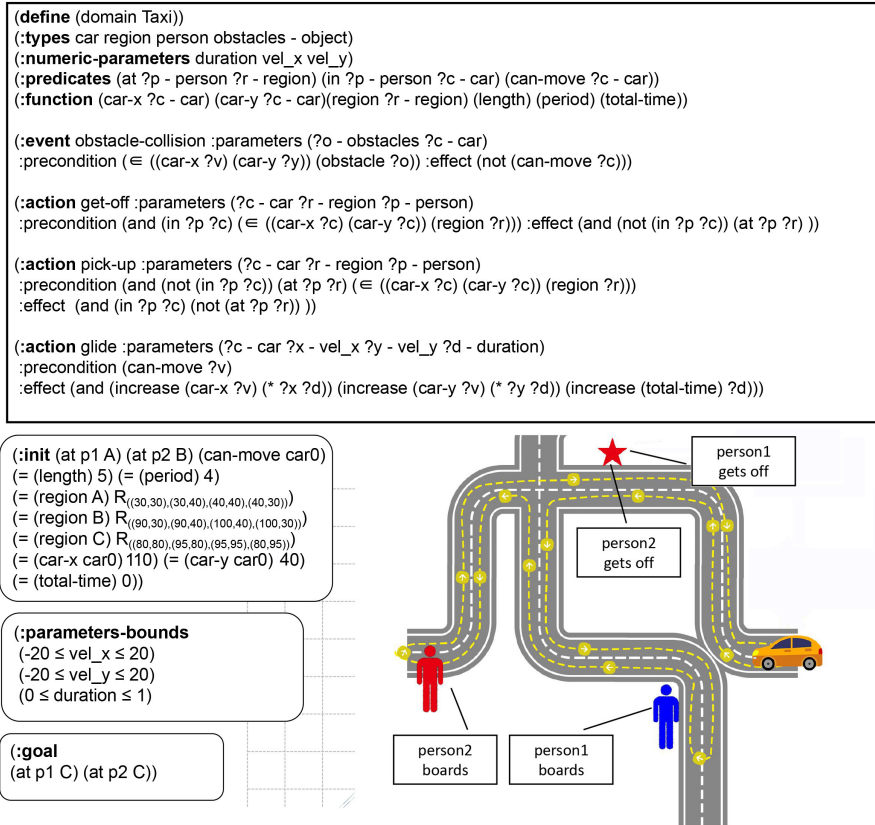 (define (domain Taxi))
(:types car region person obstacles - object)
(:numeric-parameters duration vel_x vel_y)
(:predicates (at ?p - person ?r - region) (in ?p - person ?c - car) (can-move ?c - car))
(:function (car-x ?c - car) (car-y ?c - car)(region ?r - region) (length) (period) (total-time))
(:event obstacle-collision :parameters (?o - obstacles ?c - car)
:precondition (∈ ((car-x ?v) (car-y ?y)) (obstacle ?o)) :effect (not (can-move ?c)))
(:action get-off :parameters (?c - car ?r - region ?p - person)
:precondition (and (in ?p ?c) (∈ ((car-x ?c) (car-y ?c)) (region ?r))) :effect (and (not (in ?p ?c)) (at ?p ?r) ))
(:action pick-up :parameters (?c - car ?r - region ?p - person)
:precondition (and (not (in ?p ?c)) (at ?p ?r) (∈ ((car-x ?c) (car-y ?c)) (region ?r)))
:effect (and (in ?p ?c) (not (at ?p ?r)) ))
(:action glide :parameters (?c - car ?x - vel_x ?y - vel_y ?d - duration)
:precondition (can-move ?v)
:effect (and (increase (car-x ?v) (* ?x ?d)) (increase (car-y ?v) (* ?y ?d)) (increase (total-time) ?d)))
(:init (at p1 A) (at p2 B) (can-move car0)
(= (length) 5) (= (period) 4)
(= (region A) R((30,30),(30,40),(40,40),(40,30)))
(= (region B) R((90,30),(90,40),(100,40),(100,30)))
(= (region C) R((80,80),(95,80),(95,95),(80,95)))
(= (car-x car0) 110) (= (car-y car0) 40)
(= (total-time) 0))
(:parameters-bounds
(-20 ≤ vel_x ≤ 20)
(-20 ≤ vel_y ≤ 20)
(0 ≤ duration ≤ 1)
(:goal
(at p1 C) (at p2 C))
person1
gets off
person2
gets off
person2
boards
person1
boards